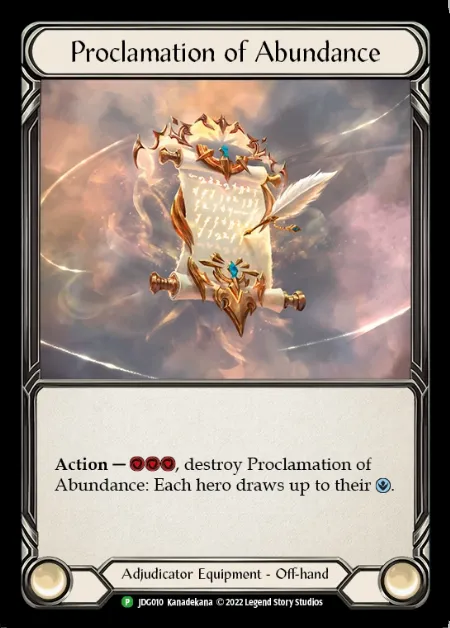 Proclamation of Abundance
Action — , destroy Proclamation of
Abundance: Each hero draws up to their .
Adjudicator Equipment - Off-hand
P JDG010 Kanadekana © 2022 Legend Story Studios